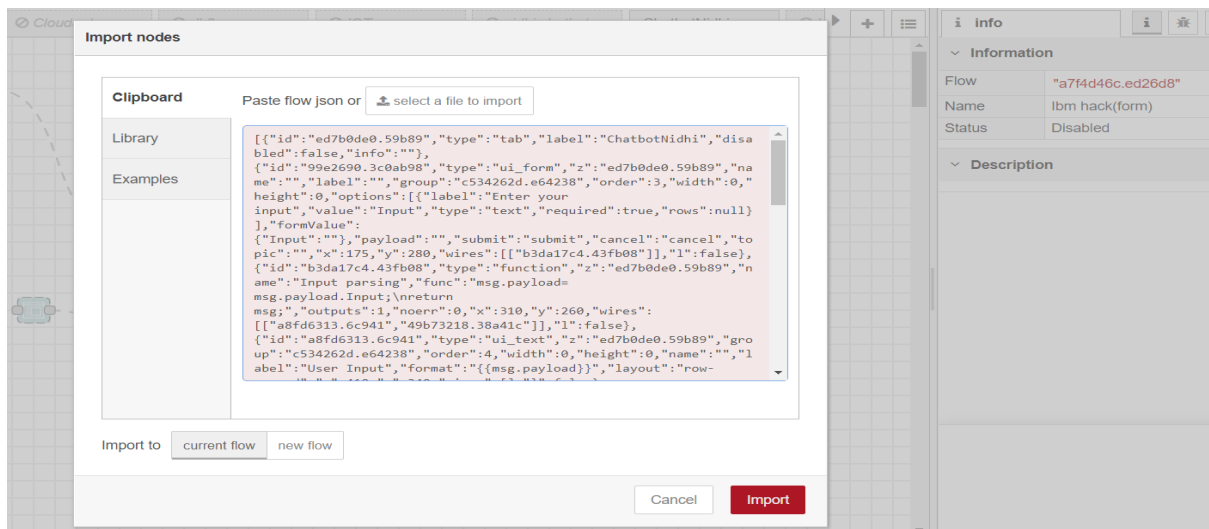 Cloud
ChatbotNidhi
i info
Import nodes
Information
Flow "a7f4d46c.ed26d8"
Name Ibm hack(form)
Status Disabled
Description
Clipboard
Library
Examples
Paste flow json or select a file to import
[{"id":"ed7b0de0.59b89","type":"tab","label":"ChatbotNidhi","disa
bled":false,"info":""},
{"id":"99e2690.3c0ab98","type":"ui_form","z":"ed7b0de0.59b89","na
me":"","label":"","group":"c534262d.e64238","order":3,"width":0,"
height":0,"options":[{"label":"Enter your
input","value":"Input","type":"text","required":true,"rows":null}
],"formValue":
{"Input":""},"payload":"","submit":"submit","cancel":"cancel","to
pic":"","x":175,"y":280,"wires":[["b3da17c4.43fb08"]],"l":false},
{"id":"b3da17c4.43fb08","type":"function","z":"ed7b0de0.59b89","n
ame":"Input parsing","func":"msg.payload=
msg.payload.Input;\nreturn
msg;","outputs":1,"noerr":0,"x":310,"y":260,"wires":
[["a8fd6313.6c941","49b73218.38a41c"]],"l":false},
{"id":"a8fd6313.6c941","type":"ui_text","z":"ed7b0de0.59b89","gro
up":"c534262d.e64238","order":4,"width":0,"height":0,"name":"","l
abel":"User Input","format":"{{msg.payload}}","layout":"row-
Import to current flow new flow
Cancel Import